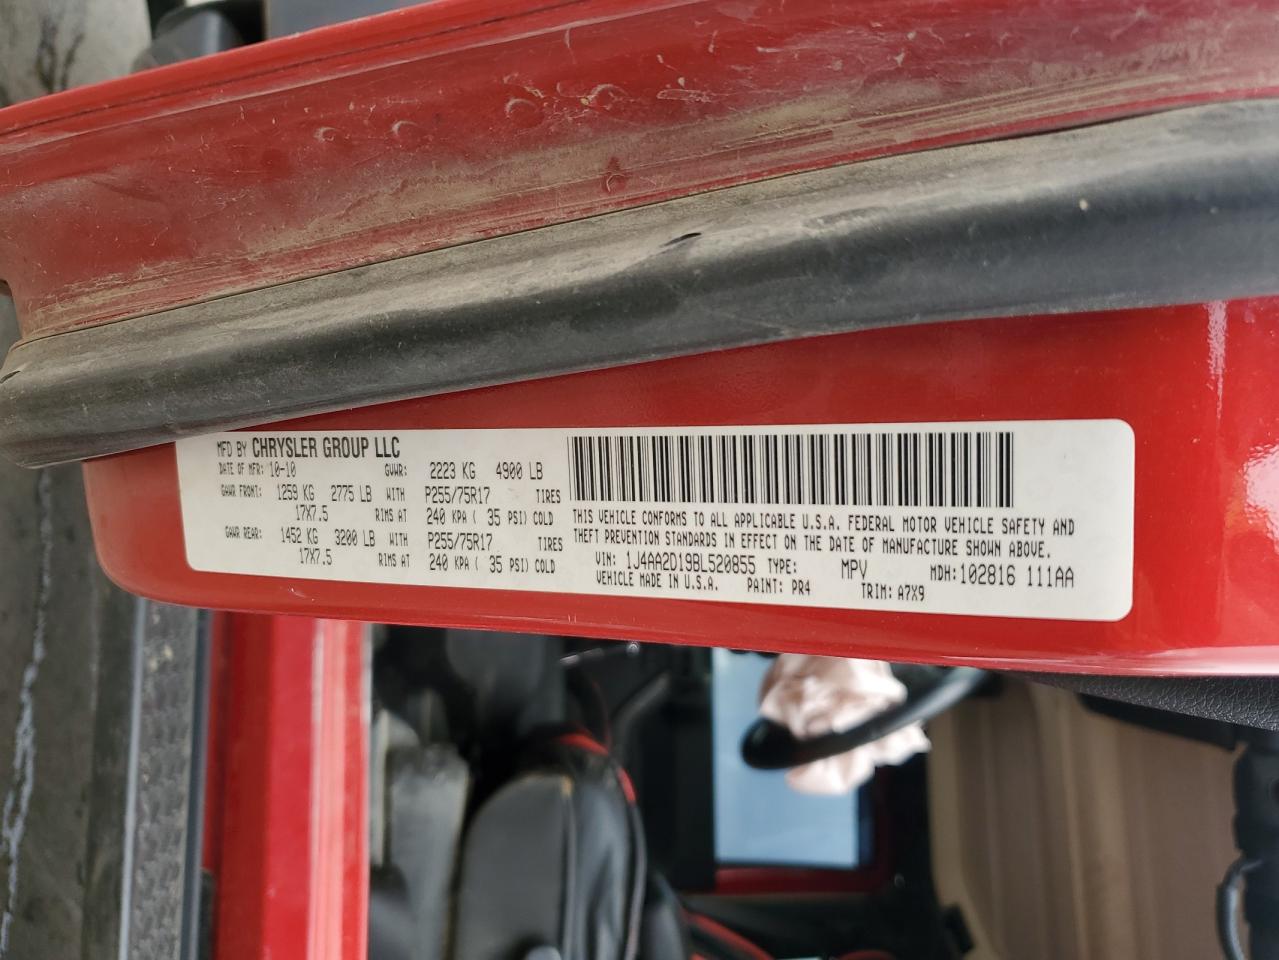 MFD BY CHRYSLER GROUP LLC
DATE OF MFR: 10-10 GVWR: 2223 KG 4900 LB
GAWR FRONT: 1259 KG 2775 LB WITH P255/75R17 TIRES
17X7.5 RIMS AT 240 KPA ( 35 PSI) COLD
GAWR REAR: 1452 KG 3200 LB WITH P255/75R17 TIRES
17X7.5 RIMS AT 240 KPA ( 35 PSI) COLD
THIS VEHICLE CONFORMS TO ALL APPLICABLE U.S.A. FEDERAL MOTOR VEHICLE SAFETY AND
THEFT PREVENTION STANDARDS IN EFFECT ON THE DATE OF MANUFACTURE SHOWN ABOVE.
VIN: 1J4AA2D19BL520855 TYPE: MPV MDH:102816 111AA
VEHICLE MADE IN U.S.A. PAINT: PR4 TRIM: A7X9